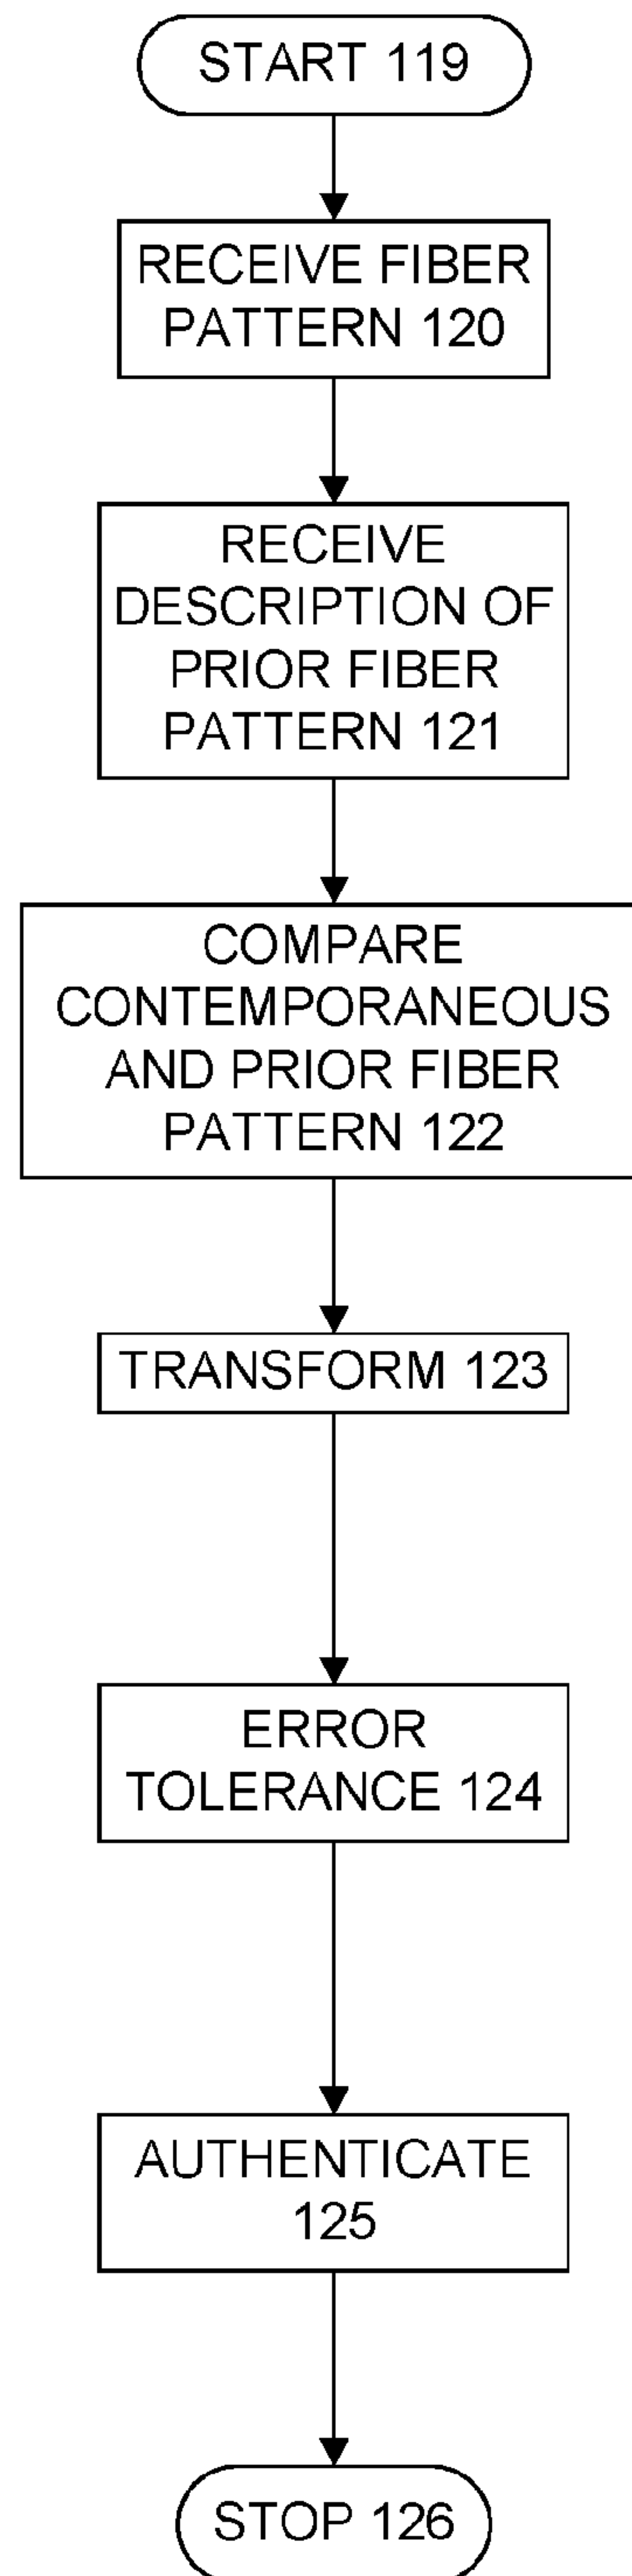 START 119
RECEIVE FIBER
PATTERN 120
RECEIVE
DESCRIPTION OF
PRIOR FIBER
PATTERN 121
COMPARE
CONTEMPORANEOUS
AND PRIOR FIBER
PATTERN 122
TRANSFORM 123
ERROR
TOLERANCE 124
AUTHENTICATE
125
STOP 126